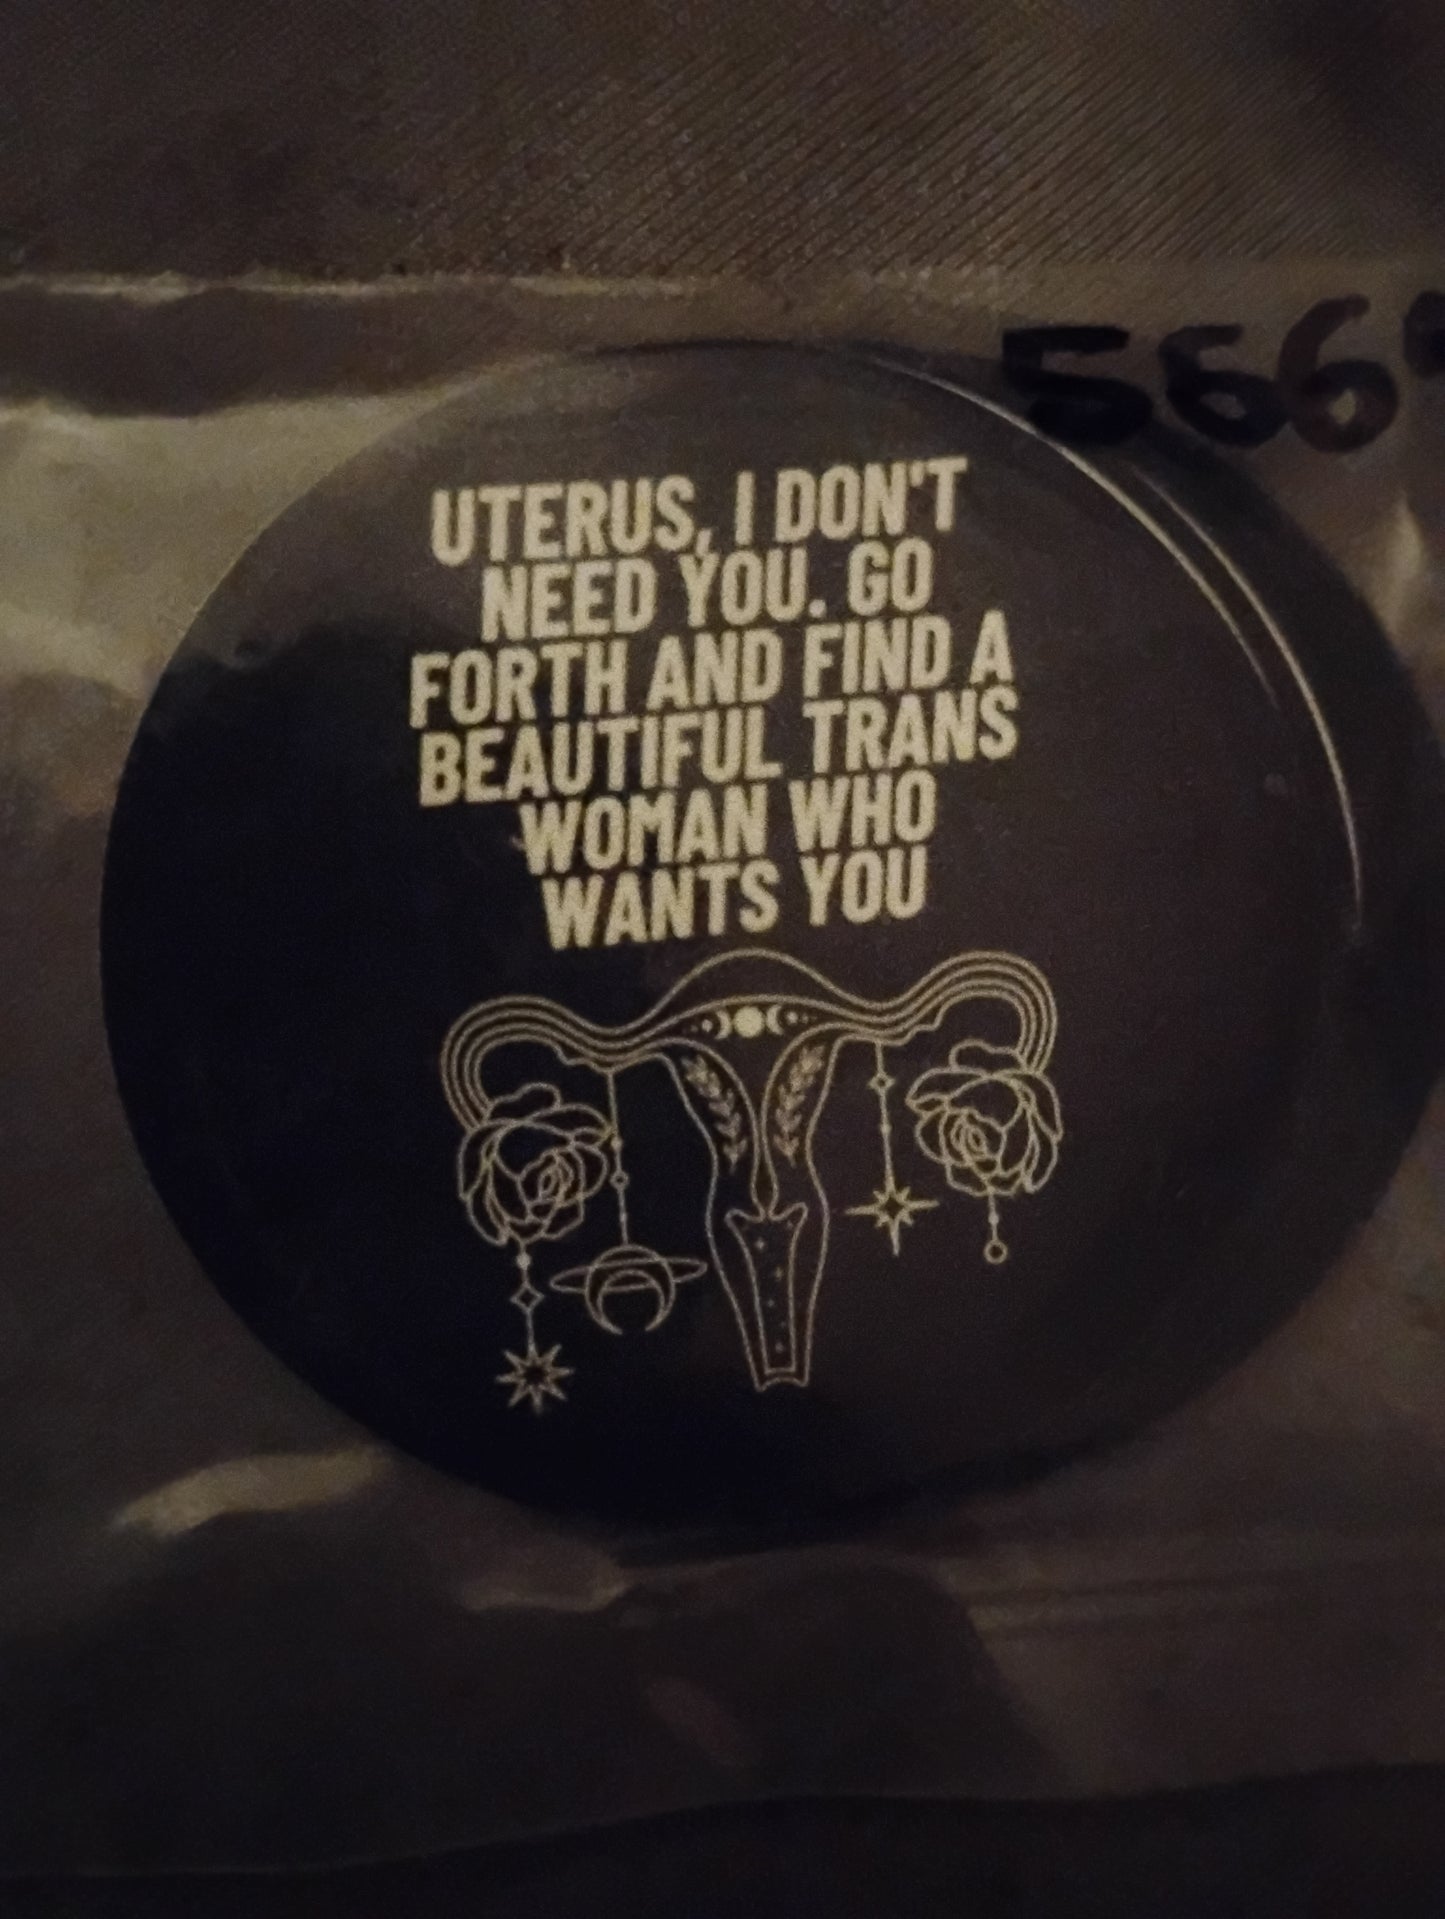 UTERUS, I DON'T
NEED YOU. GO
FORTH AND FIND A
BEAUTIFUL TRANS
WOMAN WHO
WANTS YOU